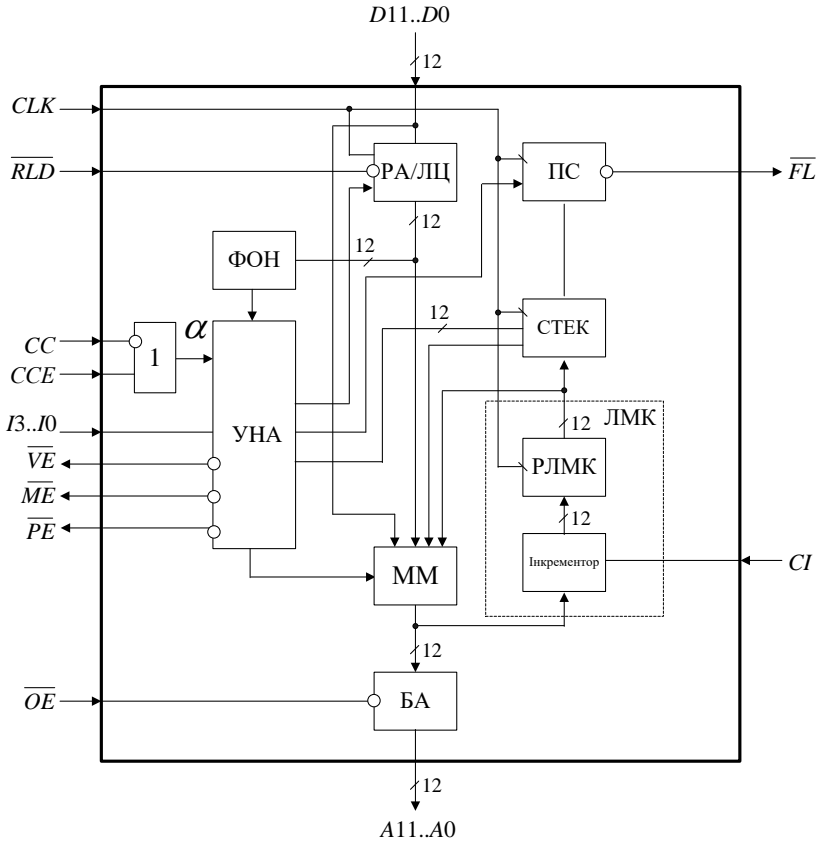 D11..D0
12
CLK
RLD
РА/ЛЦ
ПС
FL
12
12
ФОН
CC
CCE
1
α
12
СТЕК
I3..I0
УНА
VE
ME
PE
12
ЛМК
РЛМК
12
ММ
Інкрементор
CI
12
OE
БА
12
A11..A0